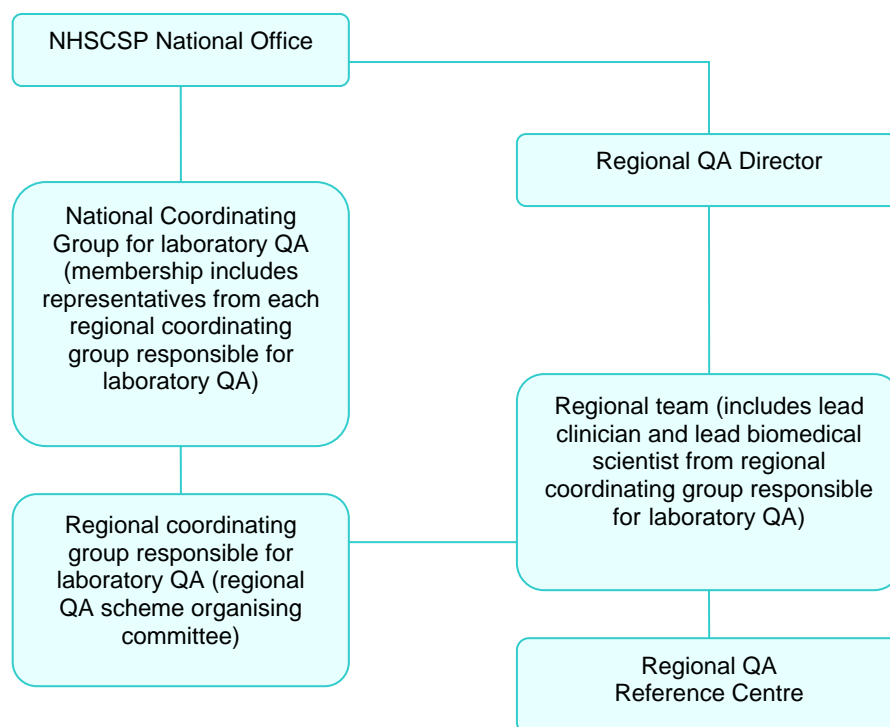 NHSCSP National Office
Regional QA Director
National Coordinating
Group for laboratory QA
(membership includes
representatives from each
regional coordinating
group responsible for
laboratory QA)
Regional team (includes lead
clinician and lead biomedical
scientist from regional
coordinating group responsible
for laboratory QA)
Regional coordinating
group responsible for
laboratory QA (regional
QA scheme organising
committee)
Regional QA
Reference Centre